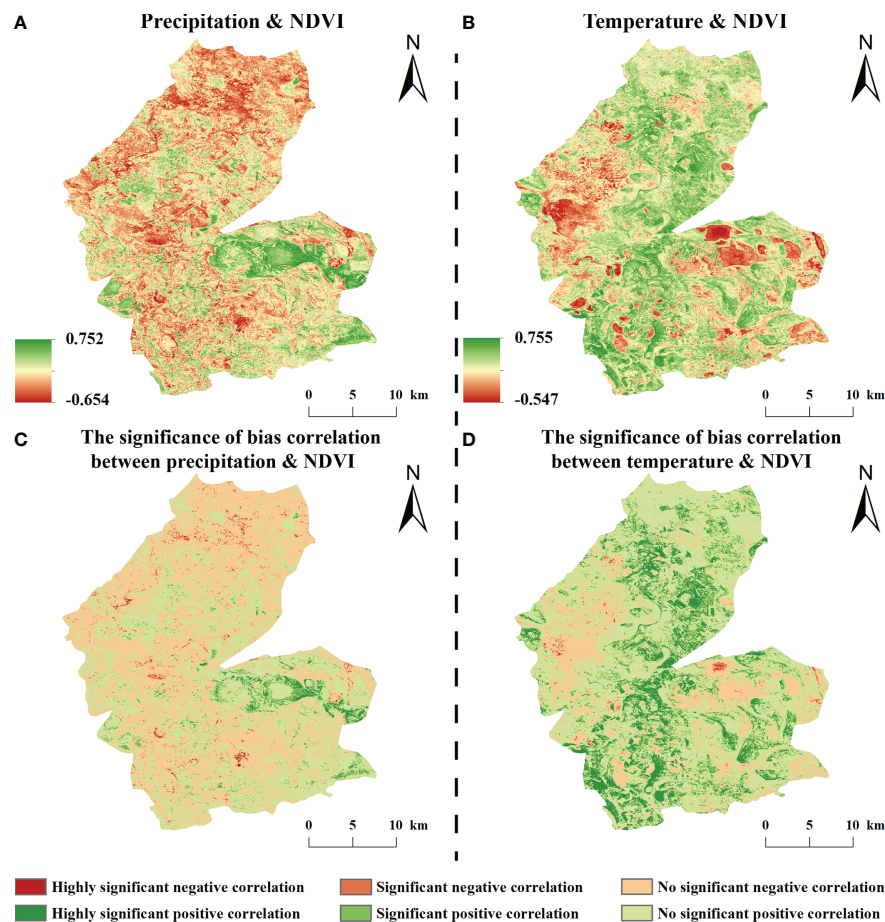 A
Precipitation & NDVI
N
0.752
-0.654
0 5 10 km
B
Temperature & NDVI
N
0.755
-0.547
0 5 10 km
C
The significance of bias correlation
between precipitation & NDVI
N
0 5 10 km
D
The significance of bias correlation
between temperature & NDVI
N
0 5 10 km
Highly significant negative correlation
Significant negative correlation
No significant negative correlation
Highly significant positive correlation
Significant positive correlation
No significant positive correlation